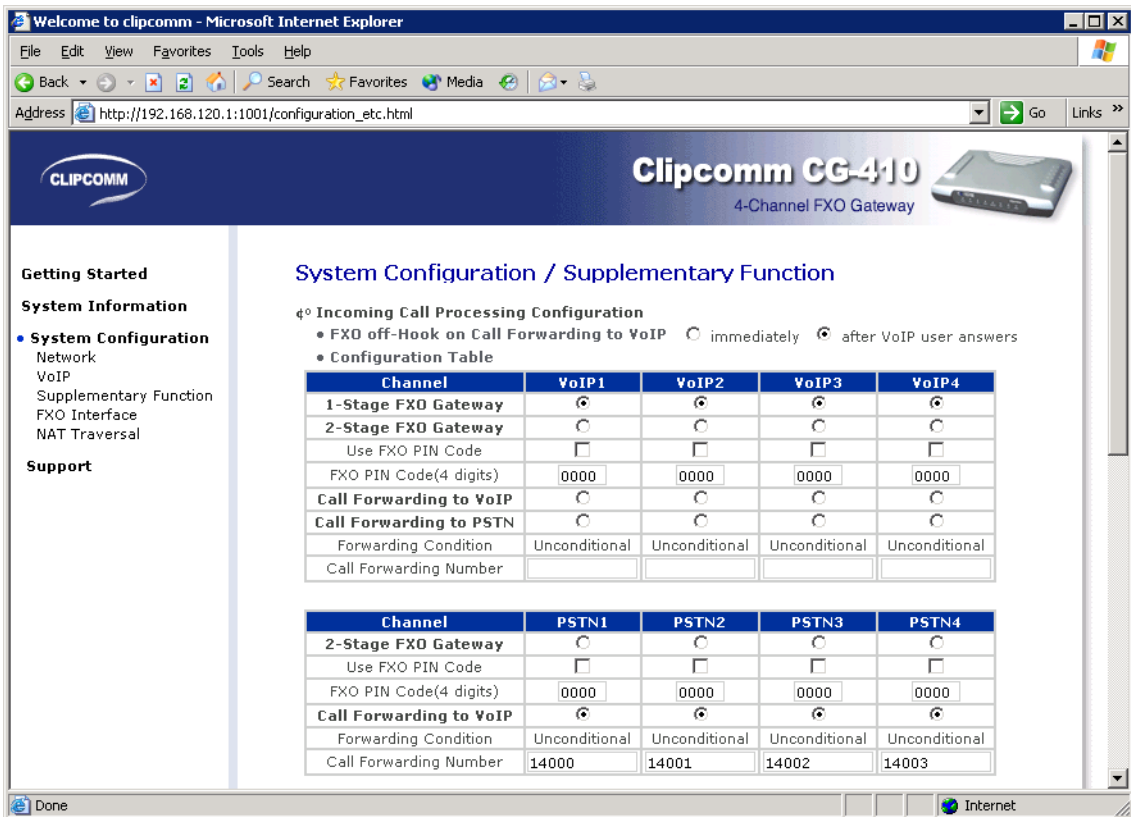 Welcome to clipcomm - Microsoft Internet Explorer
File Edit View Favorites Tools Help
Back Search Favorites Media
Address http://192.168.120.1:1001/configuration_etc.html Go Links »
CLIPCOMM
Clipcomm CG-410
4-Channel FXO Gateway
Getting Started
System Information
System Configuration
Network
VoIP
Supplementary Function
FXO Interface
NAT Traversal
Support
System Configuration / Supplementary Function
¢º Incoming Call Processing Configuration
• FXO off-Hook on Call Forwarding to VoIP immediately after VoIP user answers
• Configuration Table
Channel VoIP1 VoIP2 VoIP3 VoIP4
1-Stage FXO Gateway
2-Stage FXO Gateway
Use FXO PIN Code
FXO PIN Code(4 digits) 0000 0000 0000 0000
Call Forwarding to VoIP
Call Forwarding to PSTN
Forwarding Condition Unconditional Unconditional Unconditional Unconditional
Call Forwarding Number
Channel PSTN1 PSTN2 PSTN3 PSTN4
2-Stage FXO Gateway
Use FXO PIN Code
FXO PIN Code(4 digits) 0000 0000 0000 0000
Call Forwarding to VoIP
Forwarding Condition Unconditional Unconditional Unconditional Unconditional
Call Forwarding Number 14000 14001 14002 14003
Done Internet